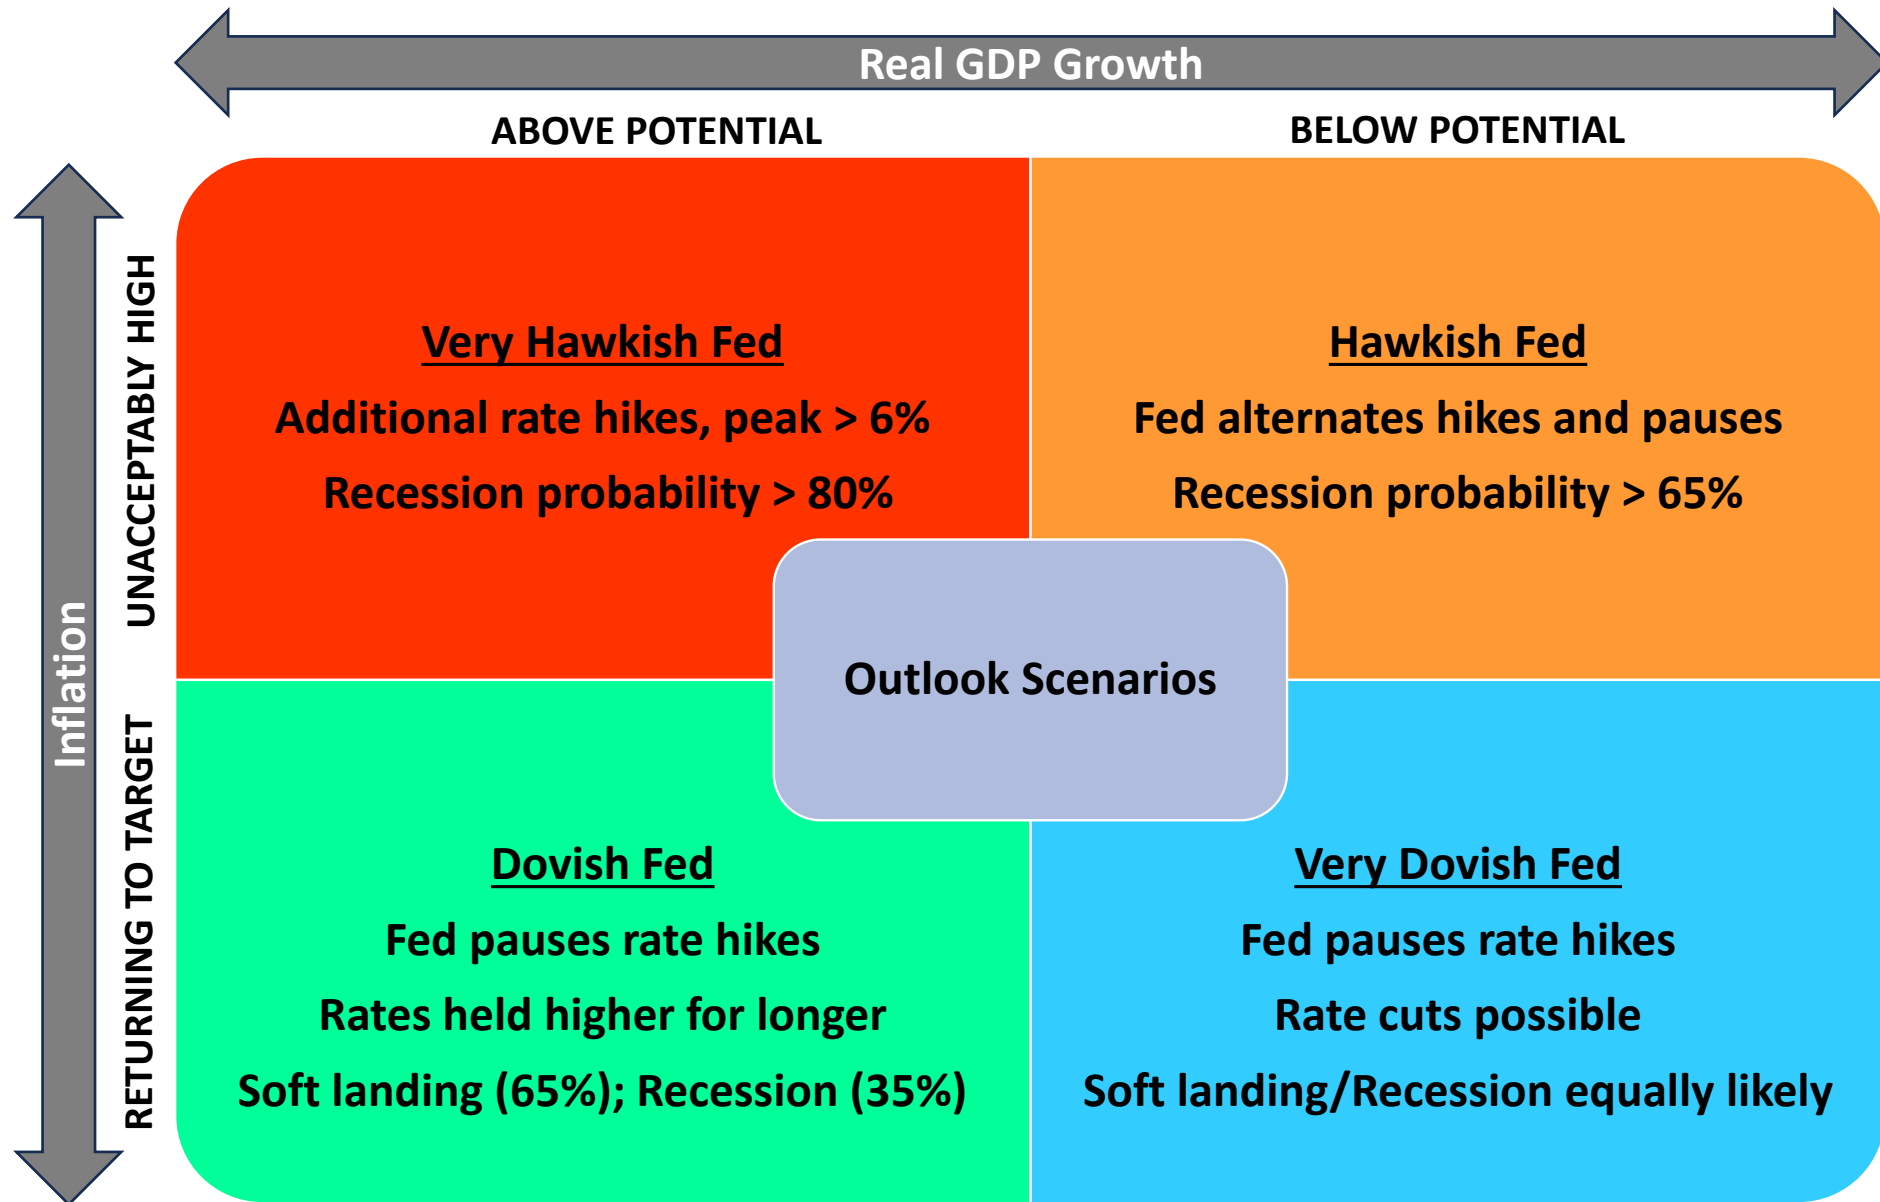 Real GDP Growth
ABOVE POTENTIAL
BELOW POTENTIAL
Inflation
UNACCEPTABLY HIGH
RETURNING TO TARGET
Very Hawkish Fed
Additional rate hikes, peak > 6%
Recession probability > 80%
Hawkish Fed
Fed alternates hikes and pauses
Recession probability > 65%
Outlook Scenarios
Dovish Fed
Fed pauses rate hikes
Rates held higher for longer
Soft landing (65%); Recession (35%)
Very Dovish Fed
Fed pauses rate hikes
Rate cuts possible
Soft landing/Recession equally likely